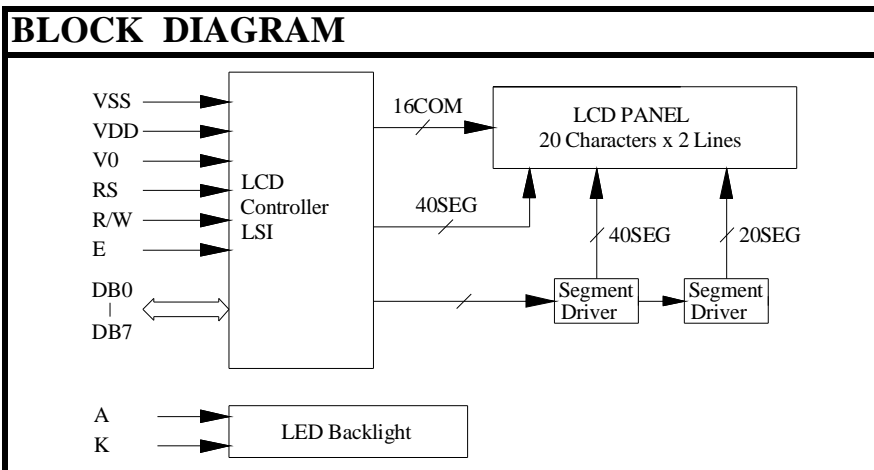 BLOCK DIAGRAM
VSS
VDD
V0
RS
R/W
E
DB0
DB7
LCD
Controller
LSI
16COM
40SEG
LCD PANEL
20 Characters x 2 Lines
40SEG
20SEG
Segment
Driver
Segment
Driver
A
K
LED Backlight